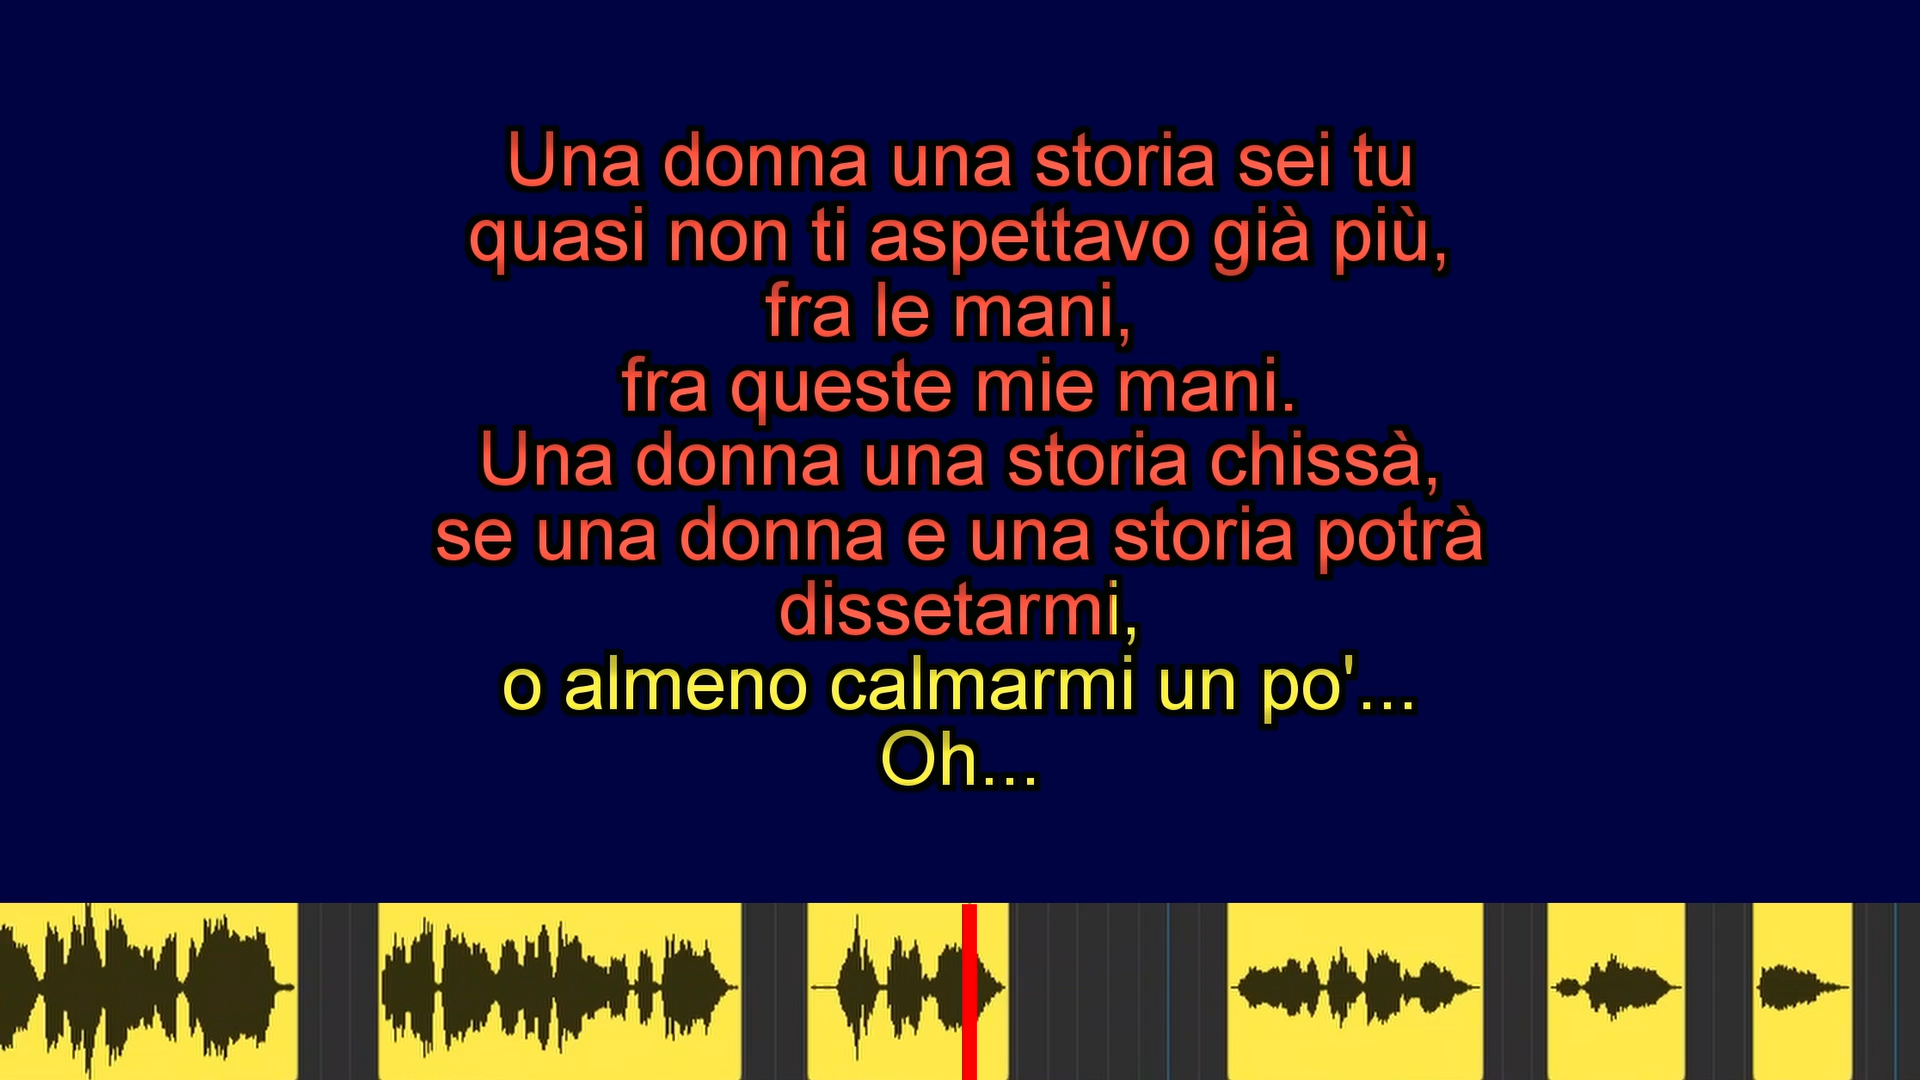 Una donna una storia sei tu
quasi non ti aspettavo già più,
fra le mani,
fra queste mie mani.
Una donna una storia chissà,
se una donna e una storia potrà
dissetarmi,
o almeno calmarmi un po'...
Oh...